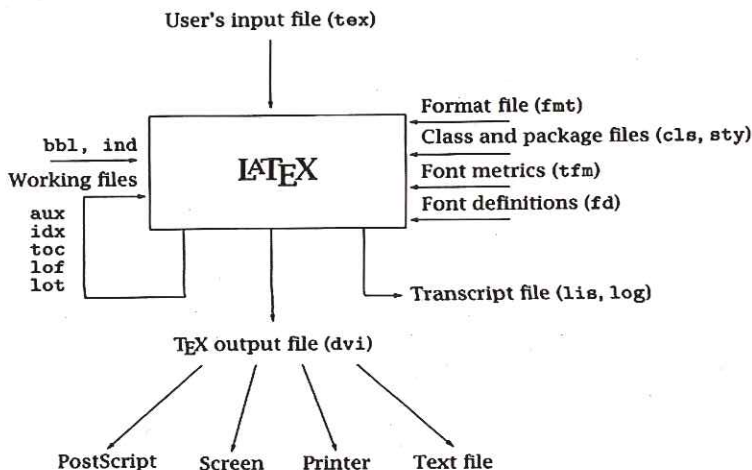 User's input file (tex)
Format file (fmt)
Class and package files (cls, sty)
bbl, ind
LATEX
Font metrics (tfm)
Working files
Font definitions (fd)
aux
idx
toc
lof
lot
Transcript file (lis, log)
TEX output file (dvi)
PostScript Screen Printer Text file